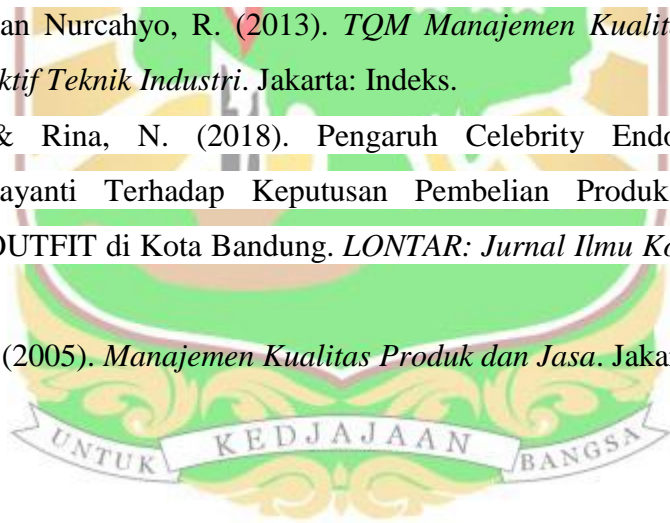 an Nurcahyo, R. (2013). TQM Manajemen Kualita
ktif Teknik Industri. Jakarta: Indeks.
& Rina, N. (2018). Pengaruh Celebrity Endo
ayanti Terhadap Keputusan Pembelian Produk
OUTFIT di Kota Bandung. LONTAR: Jurnal Ilmu Ko
(2005). Manajemen Kualitas Produk dan Jasa. Jaka
UNTUK KEDJAJAAN BANGSA